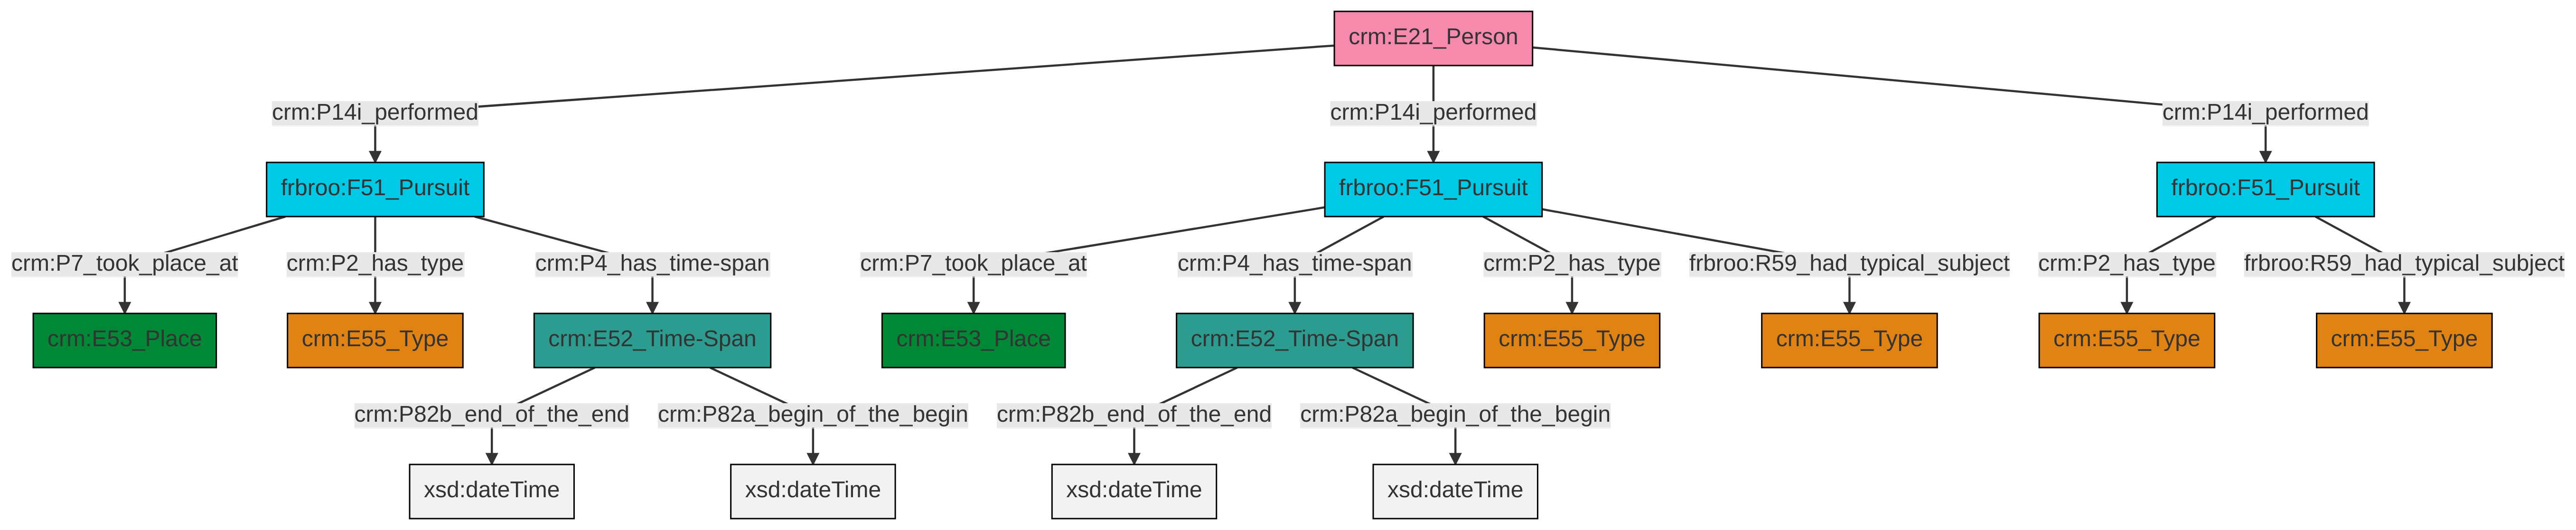 crm:E21_Person
crm:P14i_performed
crm:P14i_performed
crm:P14i_performed
frbroo:F51_Pursuit
frbroo:F51_Pursuit
frbroo:F51_Pursuit
crm:P7_took_place_at
crm:P2_has_type
crm:P4_has_time-span
crm:P7_took_place_at
crm:P4_has_time-span
crm:P2_has_type
frbroo:R59_had_typical_subject
crm:P2_has_type
frbroo:R59_had_typical_subject
crm:E53_Place
crm:E55_Type
crm:E52_Time-Span
crm:E53_Place
crm:E52_Time-Span
crm:E55_Type
crm:E55_Type
crm:E55_Type
crm:E55_Type
crm:P82b_end_of_the_end
crm:P82a_begin_of_the_begin
crm:P82b_end_of_the_end
crm:P82a_begin_of_the_begin
xsd:dateTime
xsd:dateTime
xsd:dateTime
xsd:dateTime